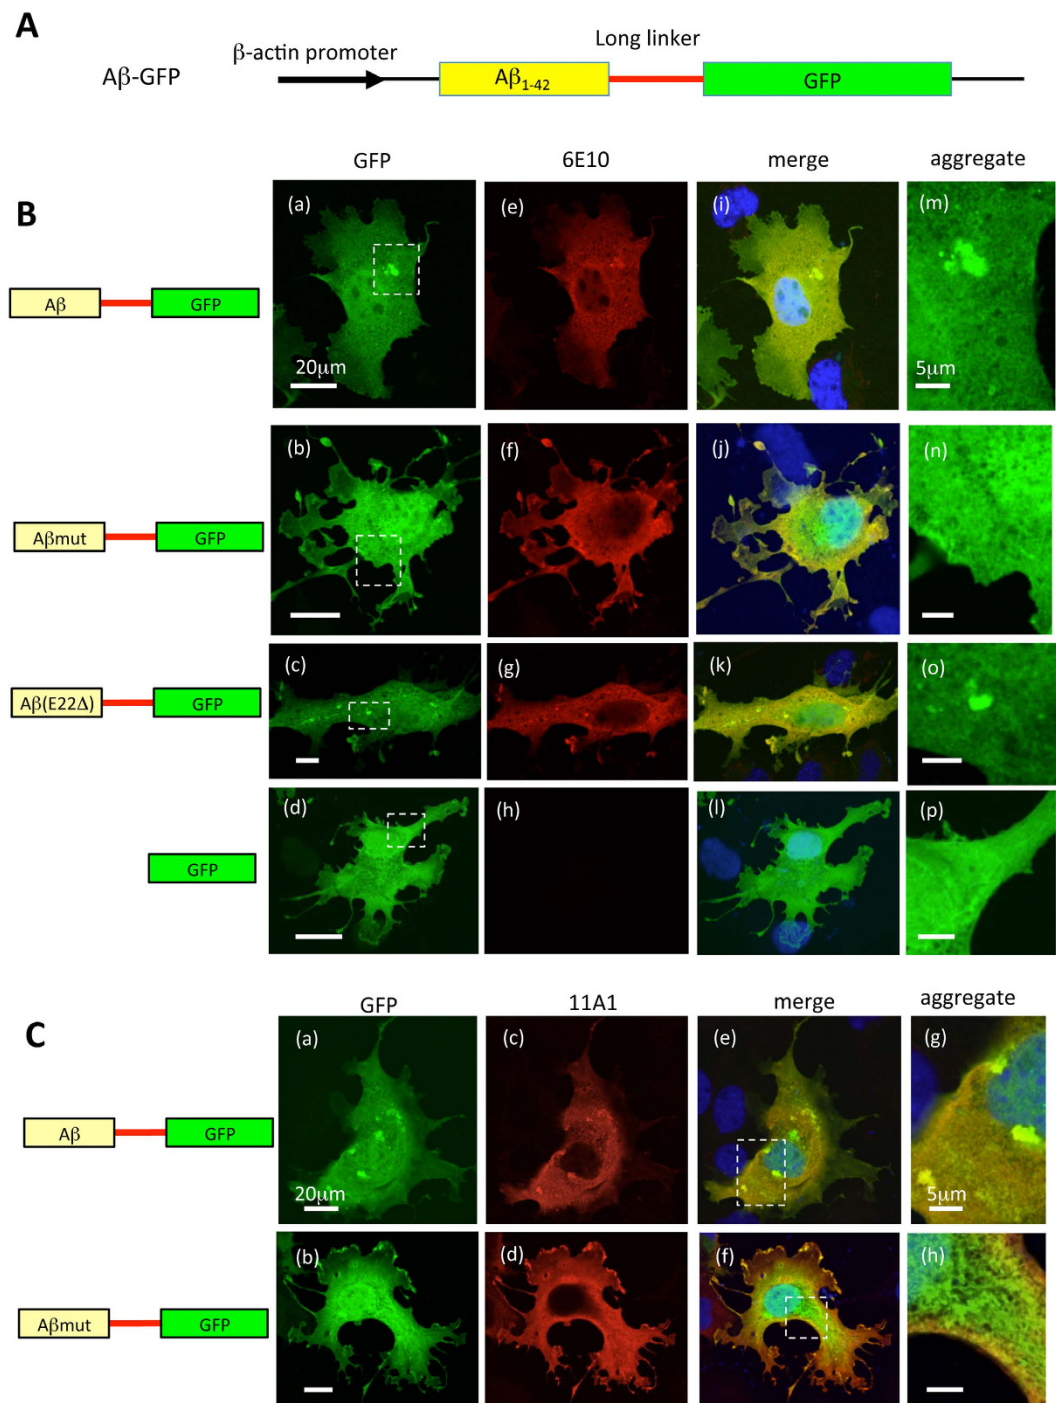 A
β-actin promoter
Long linker
Aβ-GFP
Aβ1-42
GFP
GFP
6E10
merge
aggregate
B
(a)
(e)
(i)
(m)
Aβ
GFP
20μm
5μm
(b)
(f)
(j)
(n)
Aβmut
GFP
(c)
(g)
(k)
(o)
Aβ(E22Δ)
GFP
(d)
(h)
(l)
(p)
GFP
C
GFP
11A1
merge
aggregate
(a)
(c)
(e)
(g)
Aβ
GFP
20μm
5μm
(b)
(d)
(f)
(h)
Aβmut
GFP